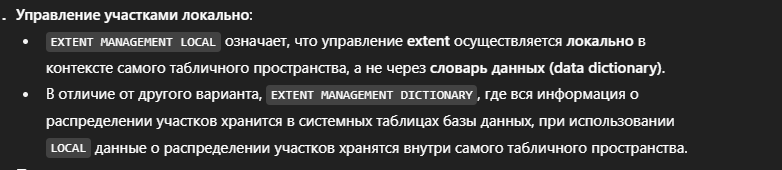 . Управление участками локально:
• EXTENT MANAGEMENT LOCAL означает, что управление extent осуществляется локально в
контексте самого табличного пространства, а не через словарь данных (data dictionary).
• В отличие от другого варианта, EXTENT MANAGEMENT DICTIONARY, где вся информация о
распределении участков хранится в системных таблицах базы данных, при использовании
LOCAL данные о распределении участков хранятся внутри самого табличного пространства.